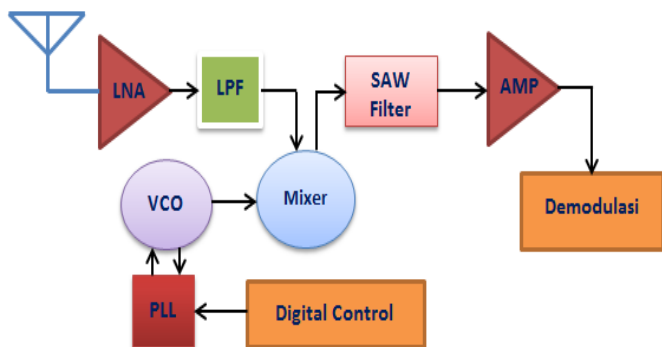 LNA
LPF
SAW
Filter
AMP
VCO
Mixer
Demodulasi
PLL
Digital Control